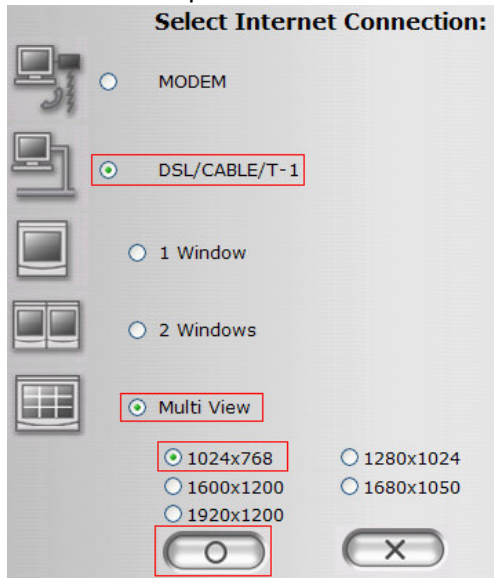 Select Internet Connection:
MODEM
DSL/CABLE/T-1
1 Window
2 Windows
Multi View
1024x768 1280x1024
1600x1200 1680x1050
1920x1200